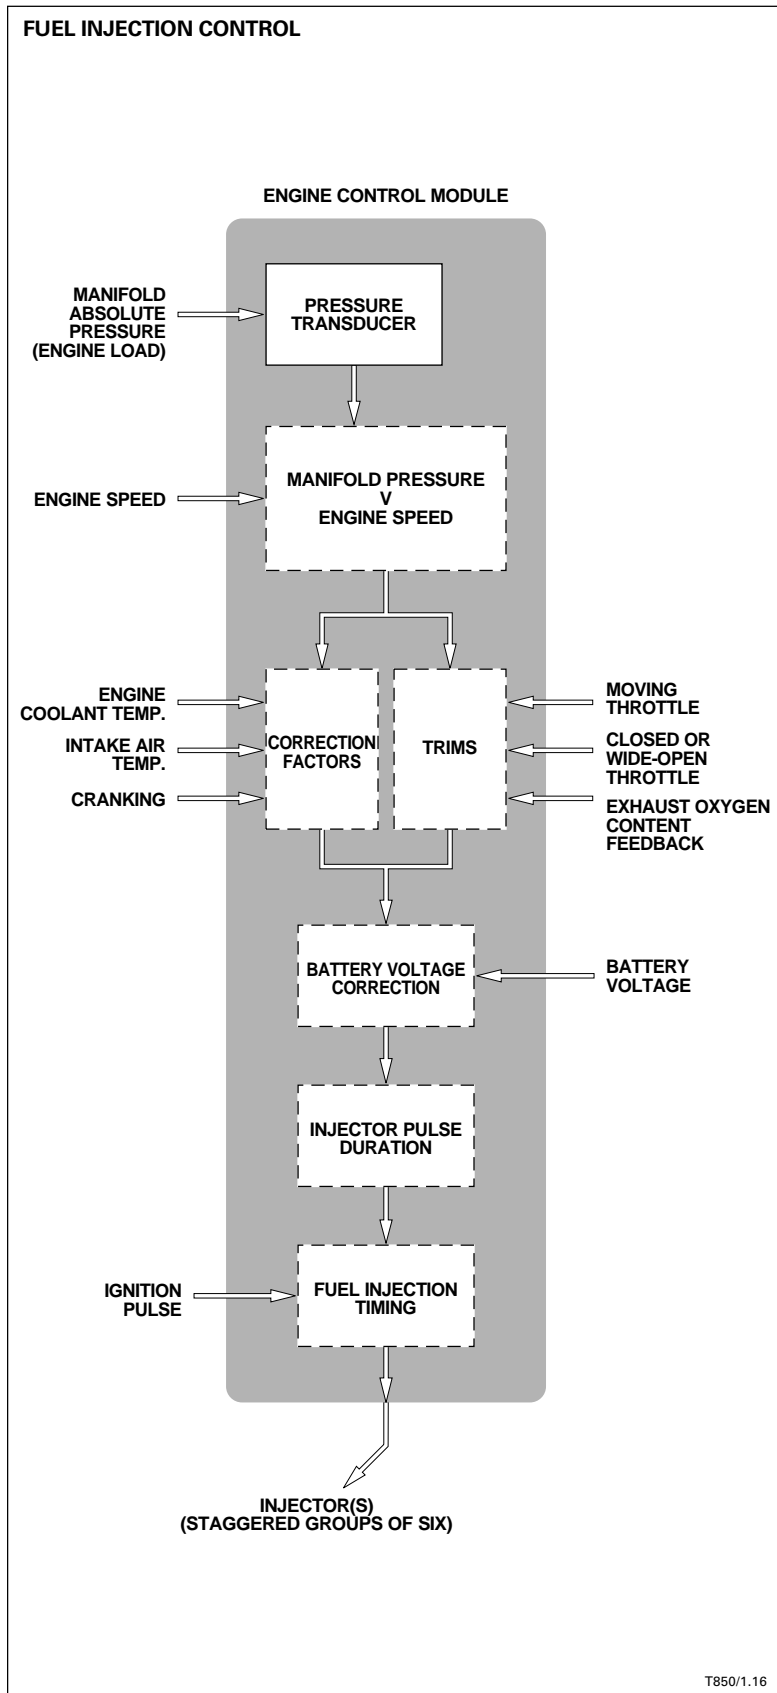 FUEL INJECTION CONTROL
ENGINE CONTROL MODULE
MANIFOLD
ABSOLUTE
PRESSURE
(ENGINE LOAD)
PRESSURE
TRANSDUCER
ENGINE SPEED
MANIFOLD PRESSURE
V
ENGINE SPEED
ENGINE
COOLANT TEMP.
INTAKE AIR
TEMP.
CRANKING
CORRECTION
FACTORS
TRIMS
MOVING
THROTTLE
CLOSED OR
WIDE-OPEN
THROTTLE
EXHAUST OXYGEN
CONTENT
FEEDBACK
BATTERY VOLTAGE
CORRECTION
BATTERY
VOLTAGE
INJECTOR PULSE
DURATION
IGNITION
PULSE
FUEL INJECTION
TIMING
INJECTOR(S)
(STAGGERED GROUPS OF SIX)
T850/1.16